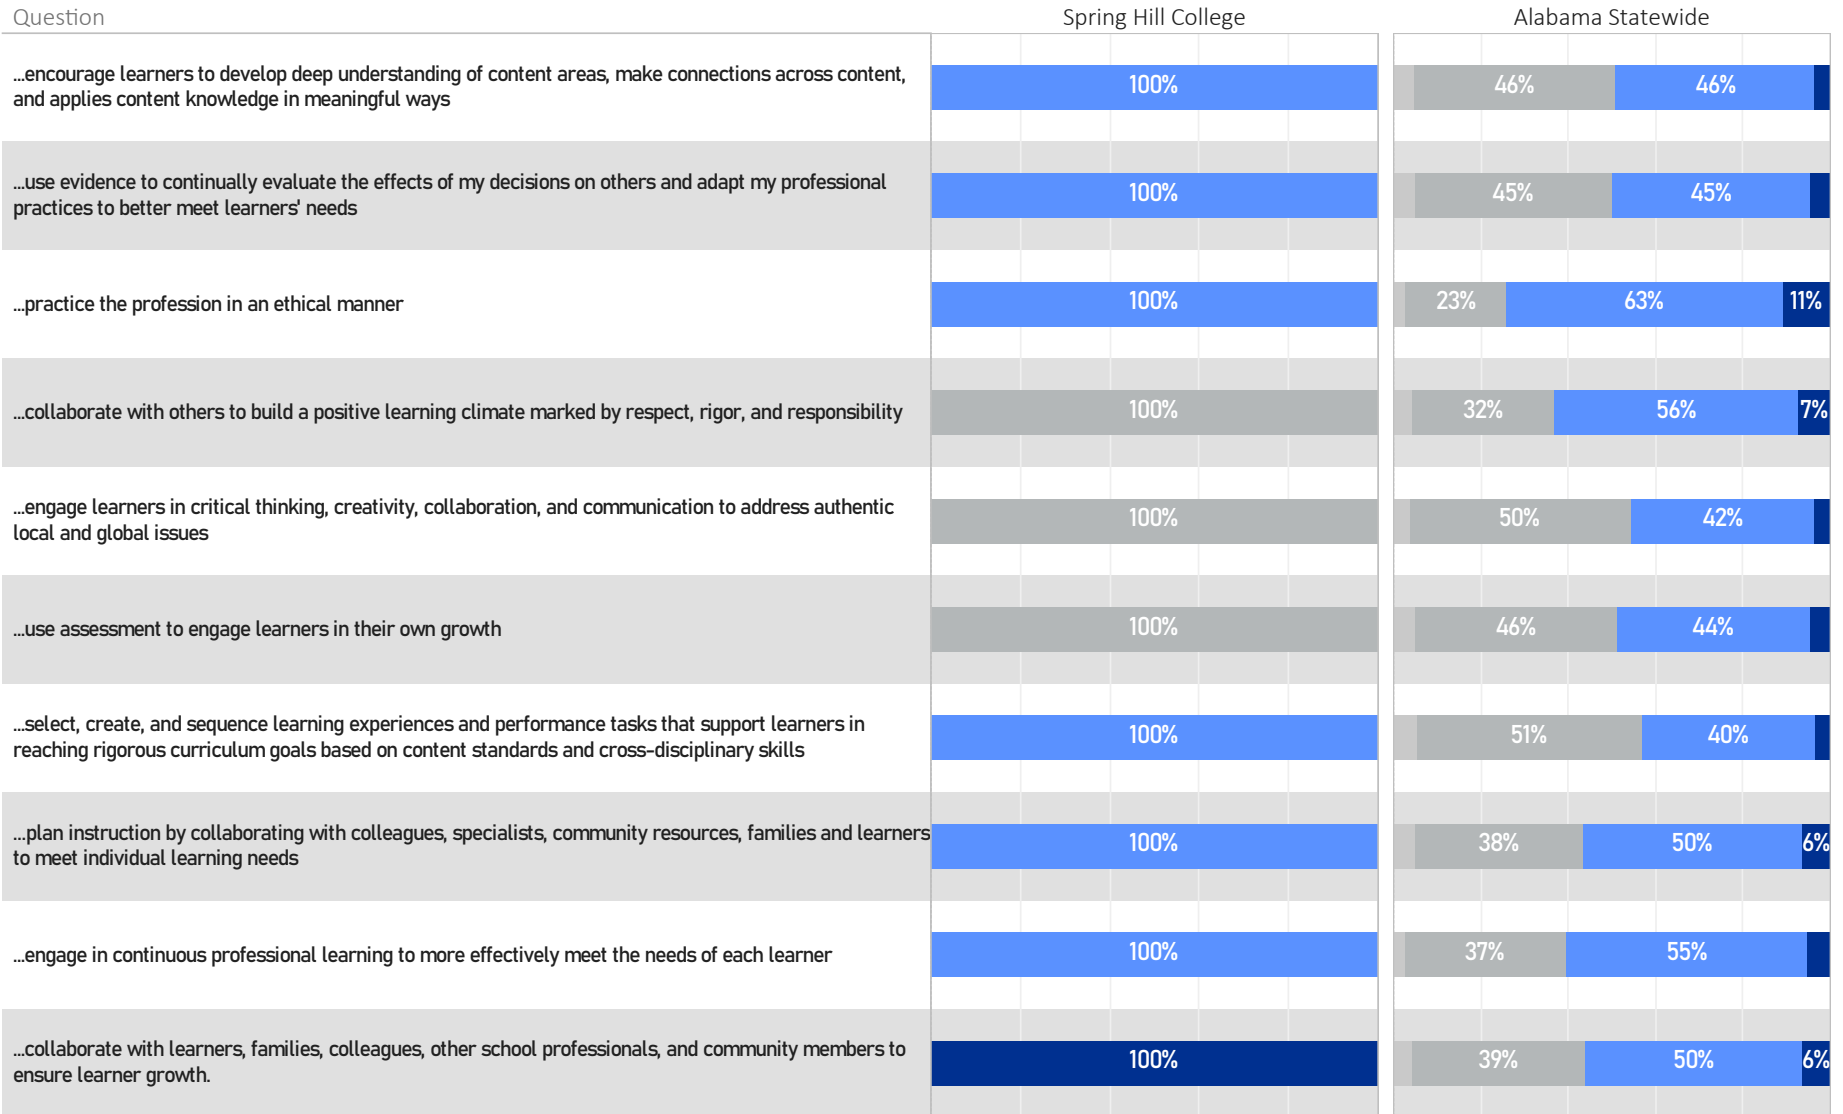 Question Spring Hill College Alabama Statewide
...encourage learners to develop deep understanding of content areas, make connections across content,
and applies content knowledge in meaningful ways
100% 46% 46%
...use evidence to continually evaluate the effects of my decisions on others and adapt my professional
practices to better meet learners' needs
100% 45% 45%
...practice the profession in an ethical manner 100% 23% 63% 11%
...collaborate with others to build a positive learning climate marked by respect, rigor, and responsibility 100% 32% 56% 7%
...engage learners in critical thinking, creativity, collaboration, and communication to address authentic
local and global issues
100% 50% 42%
...use assessment to engage learners in their own growth 100% 46% 44%
...select, create, and sequence learning experiences and performance tasks that support learners in
reaching rigorous curriculum goals based on content standards and cross-disciplinary skills
100% 51% 40%
...plan instruction by collaborating with colleagues, specialists, community resources, families and learners
to meet individual learning needs
100% 38% 50% 6%
...engage in continuous professional learning to more effectively meet the needs of each learner 100% 37% 55%
...collaborate with learners, families, colleagues, other school professionals, and community members to
ensure learner growth.
100% 39% 50% 6%